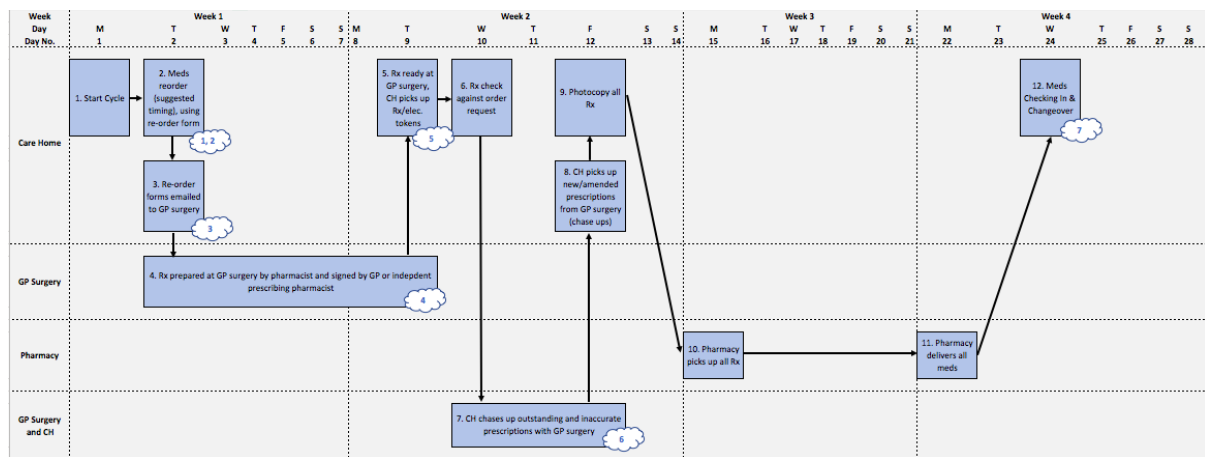 Week Week 1 Week 2 Week 3 Week 4
Day M T W T F S S M T W T F S S M T W T F S S M T W T F S S
Day No. 1 2 3 4 5 6 7 8 9 10 11 12 13 14 15 16 17 18 19 20 21 22 23 24 25 26 27 28
Care Home
1. Start Cycle
2. Meds
reorder
(suggested
timing), using
re-order form
1, 2
3. Re-order
forms emailed
to GP surgery
3
5. Rx ready at
GP surgery,
CH picks up
Rx/elec.
tokens
5
6. Rx check
against order
request
9. Photocopy all
Rx
8. CH picks up
new/amended
prescriptions
from GP surgery
(chase ups)
12. Meds
Checking In &
Changeover
7
GP Surgery
4. Rx prepared at GP surgery by pharmacist and signed by GP or indepdent
prescribing pharmacist
4
Pharmacy
10. Pharmacy
picks up all Rx
11. Pharmacy
delivers all
meds
GP Surgery
and CH
7. CH chases up outstanding and inaccurate
prescriptions with GP surgery
6